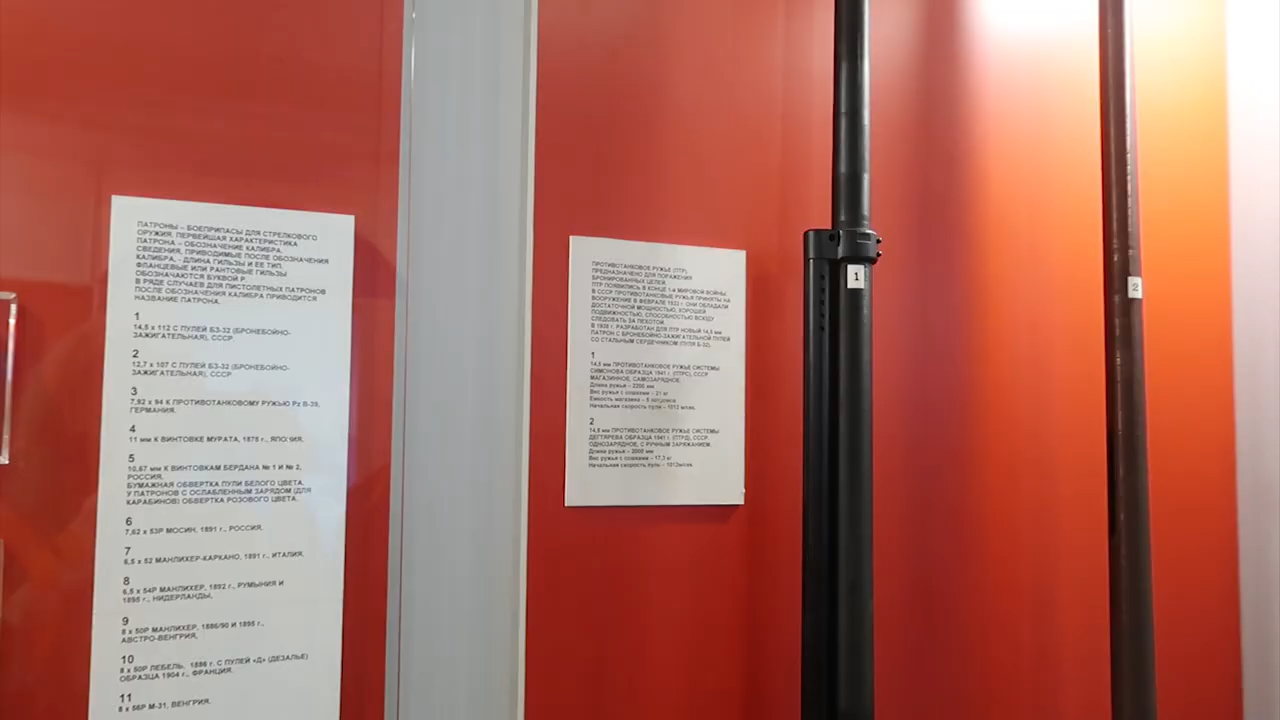 ПАТРОНЫ – БОЕПРИПАСЫ ДЛЯ СТРЕЛКОВОГО
ОРУЖИЯ. ПЕРВЕЙШАЯ ХАРАКТЕРИСТИКА
ПАТРОНА – ОБОЗНАЧЕНИЕ КАЛИБРА.
СВЕДЕНИЯ, ПРИВОДИМЫЕ ПОСЛЕ ОБОЗНАЧЕНИЯ
КАЛИБРА, - ДЛИНА ГИЛЬЗЫ И ЕЕ ТИП.
ФЛАНЦЕВЫЕ ИЛИ РАНТОВЫЕ ГИЛЬЗЫ
ОБОЗНАЧАЮТСЯ БУКВОЙ Р.
В РЯДЕ СЛУЧАЕВ ДЛЯ ПИСТОЛЕТНЫХ ПАТРОНОВ
ПОСЛЕ ОБОЗНАЧЕНИЯ КАЛИБРА ПРИВОДИТСЯ
НАЗВАНИЕ ПАТРОНА.
1
14,5 х 112 С ПУЛЕЙ БЗ-32 (БРОНЕБОЙНО-
ЗАЖИГАТЕЛЬНАЯ), СССР
2
12,7 х 107 С ПУЛЕЙ БЗ-32 (БРОНЕБОЙНО-
ЗАЖИГАТЕЛЬНАЯ), СССР
3
7,92 х 94 К ПРОТИВОТАНКОВОМУ РУЖЬЮ Pz B-39,
ГЕРМАНИЯ.
4
11 мм К ВИНТОВКЕ МУРАТА, 1878 г., ЯПОНИЯ.
5
10,67 мм К ВИНТОВКАМ БЕРДАНА № 1 И № 2,
РОССИЯ.
БУМАЖНАЯ ОБВЕРТКА ПУЛИ БЕЛОГО ЦВЕТА.
У ПАТРОНОВ С ОСЛАБЛЕННЫМ ЗАРЯДОМ (ДЛЯ
КАРАБИНОВ) ОБВЕРТКА РОЗОВОГО ЦВЕТА.
6
7,62 х 53Р МОСИН, 1891 г., РОССИЯ.
7
6,5 х 52 МАНЛИХЕР-КАРКАНО, 1891 г., ИТАЛИЯ.
8
6,5 х 54Р МАНЛИХЕР, 1892 г., РУМЫНИЯ И
1895 г., НИДЕРЛАНДЫ,
9
8 х 50Р МАНЛИХЕР, 1886/90 И 1895 г.,
АВСТРО-ВЕНГРИЯ,
10
8 х 50Р ЛЕБЕЛЬ, 1886 г. С ПУЛЕЙ «Д» (ДЕЗАЛЬЕ)
ОБРАЗЦА 1904 г., ФРАНЦИЯ.
11
8 х 56Р М-31, ВЕНГРИЯ.
ПРОТИВОТАНКОВОЕ РУЖЬЕ (ПТР),
ПРЕДНАЗНАЧЕНО ДЛЯ ПОРАЖЕНИЯ
БРОНИРОВАННЫХ ЦЕЛЕЙ.
ПТР ПОЯВИЛИСЬ В КОНЦЕ 1-й МИРОВОЙ ВОЙНЫ.
В СССР ПРОТИВОТАНКОВЫЕ РУЖЬЯ ПРИНЯТЫ НА
ВООРУЖЕНИЕ В ФЕВРАЛЕ г. ОНИ ОБЛАДАЛИ
ДОСТАТОЧНОЙ МОЩНОСТЬЮ, ХОРОШЕЙ
ПОДВИЖНОСТЬЮ, СПОСОБНОСТЬЮ ВСЮДУ
СЛЕДОВАТЬ ЗА ПЕХОТОЙ.
В г. РАЗРАБОТАН ДЛЯ ПТР НОВЫЙ 14,5 мм
ПАТРОН С БРОНЕБОЙНО-ЗАЖИГАТЕЛЬНОЙ ПУЛЕЙ
СО СТАЛЬНЫМ СЕРДЕЧНИКОМ (ПУЛЯ Б-32).
1
14,5 мм ПРОТИВОТАНКОВОЕ РУЖЬЕ СИСТЕМЫ
СИМОНОВА ОБРАЗЦА 1941 г. (ПТРС), СССР
МАГАЗИННОЕ, САМОЗАРЯДНОЕ.
Длина ружья – 2200 мм
Вес ружья с сошками – 21 кг
Емкость магазина – 5 патронов
Начальная скорость пули – 1012 м/сек.
2
14,5 мм ПРОТИВОТАНКОВОЕ РУЖЬЕ СИСТЕМЫ
ДЕГТЯРЕВА ОБРАЗЦА 1941 г. (ПТРД), СССР.
ОДНОЗАРЯДНОЕ, С РУЧНЫМ ЗАРЯЖАНИЕМ.
Длина ружья – 2000 мм
Вес ружья с сошками – 17,3 кг
Начальная скорость пули – 1012м/сек
1
2